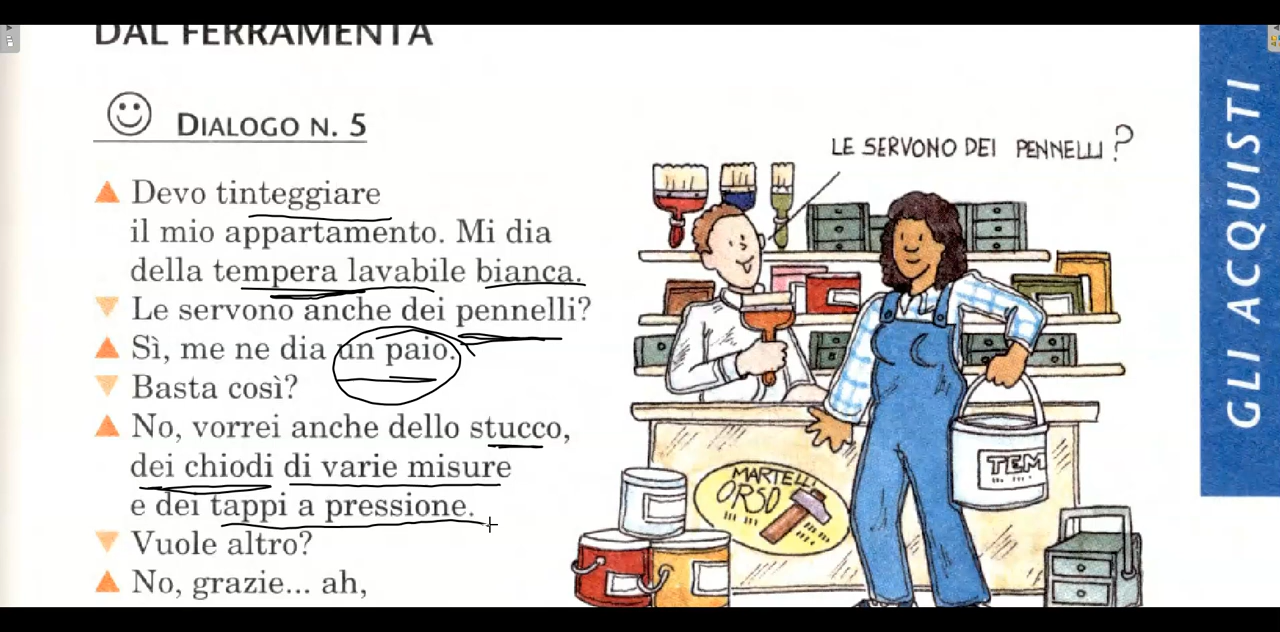 DAL FERRAMENTA
DIALOGO N. 5
Devo tinteggiare
il mio appartamento. Mi dia
della tempera lavabile bianca.
Le servono anche dei pennelli?
Sì, me ne dia un paio.
Basta così?
No, vorrei anche dello stucco,
dei chiodi di varie misure
e dei tappi a pressione.
Vuole altro?
No, grazie... ah,
LE SERVONO DEI PENNELLI?
MARTELLI
ORSO
TEM
GLI ACQUISTI